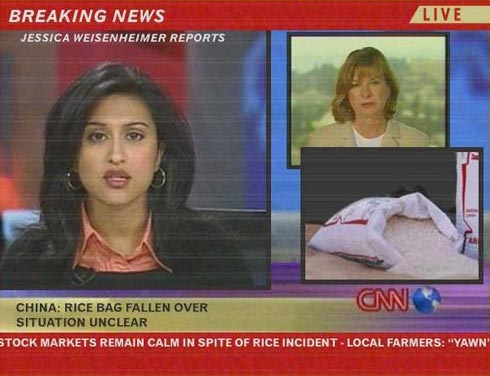 BREAKING NEWS
LIVE
JESSICA WEISENHEIMER REPORTS
CHINA: RICE BAG FALLEN OVER
SITUATION UNCLEAR
CNN
STOCK MARKETS REMAIN CALM IN SPITE OF RICE INCIDENT - LOCAL FARMERS: “YAWN”